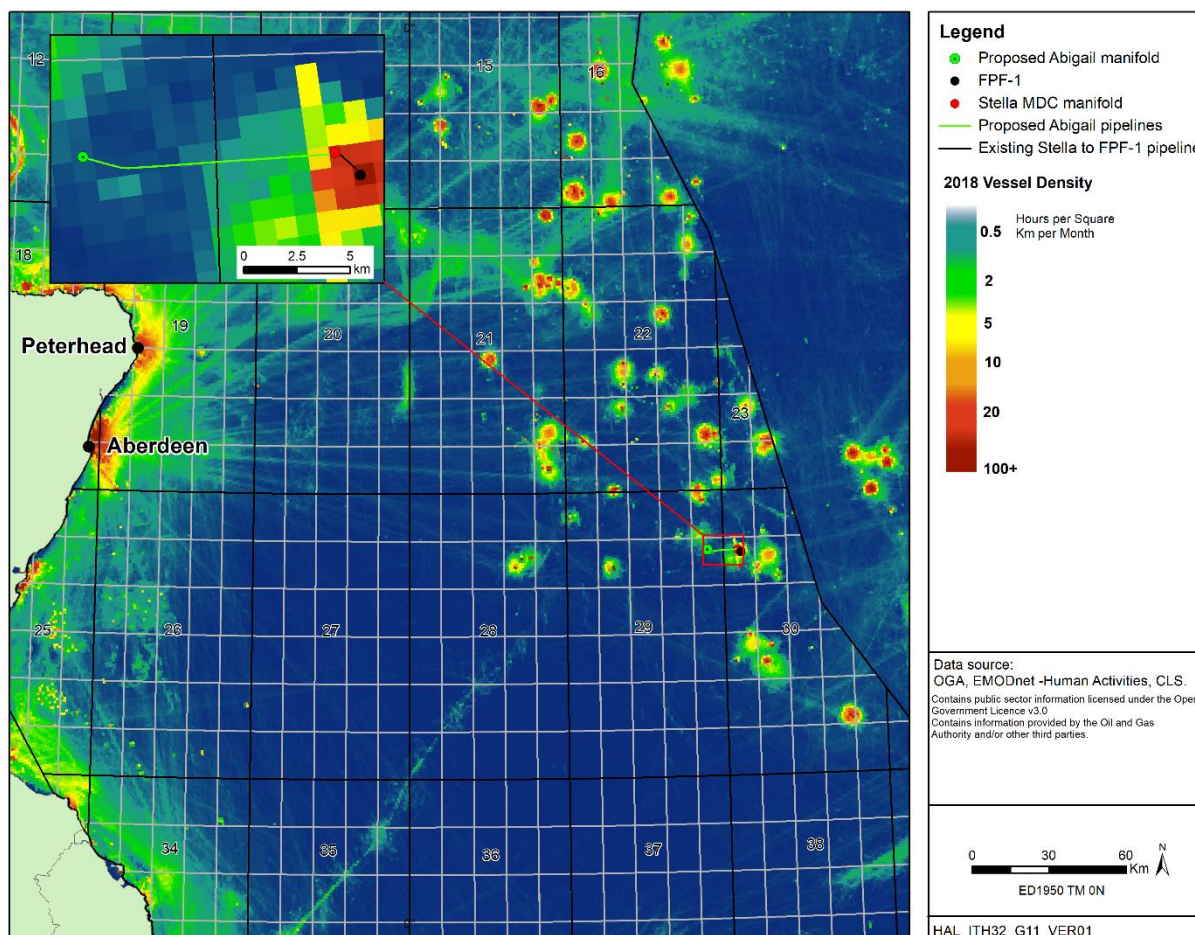 0°
12
15
16
0 2.5 5
km
18
19
20
21
22
23
Peterhead
Aberdeen
25
26
27
28
29
30
34
35
36
37
38
0°
Legend
Proposed Abigail manifold
FPF-1
Stella MDC manifold
Proposed Abigail pipelines
Existing Stella to FPF-1 pipeline
2018 Vessel Density
Hours per Square
Km per Month
0.5
2
5
10
20
100+
Data source:
OGA, EMODnet -Human Activities, CLS.
Contains public sector information licensed under the Open
Government Licence v3.0
Contains information provided by the Oil and Gas
Authority and/or other third parties.
0 30 60
Km
N
ED1950 TM 0N
HAL_ITH32_G11_VER01